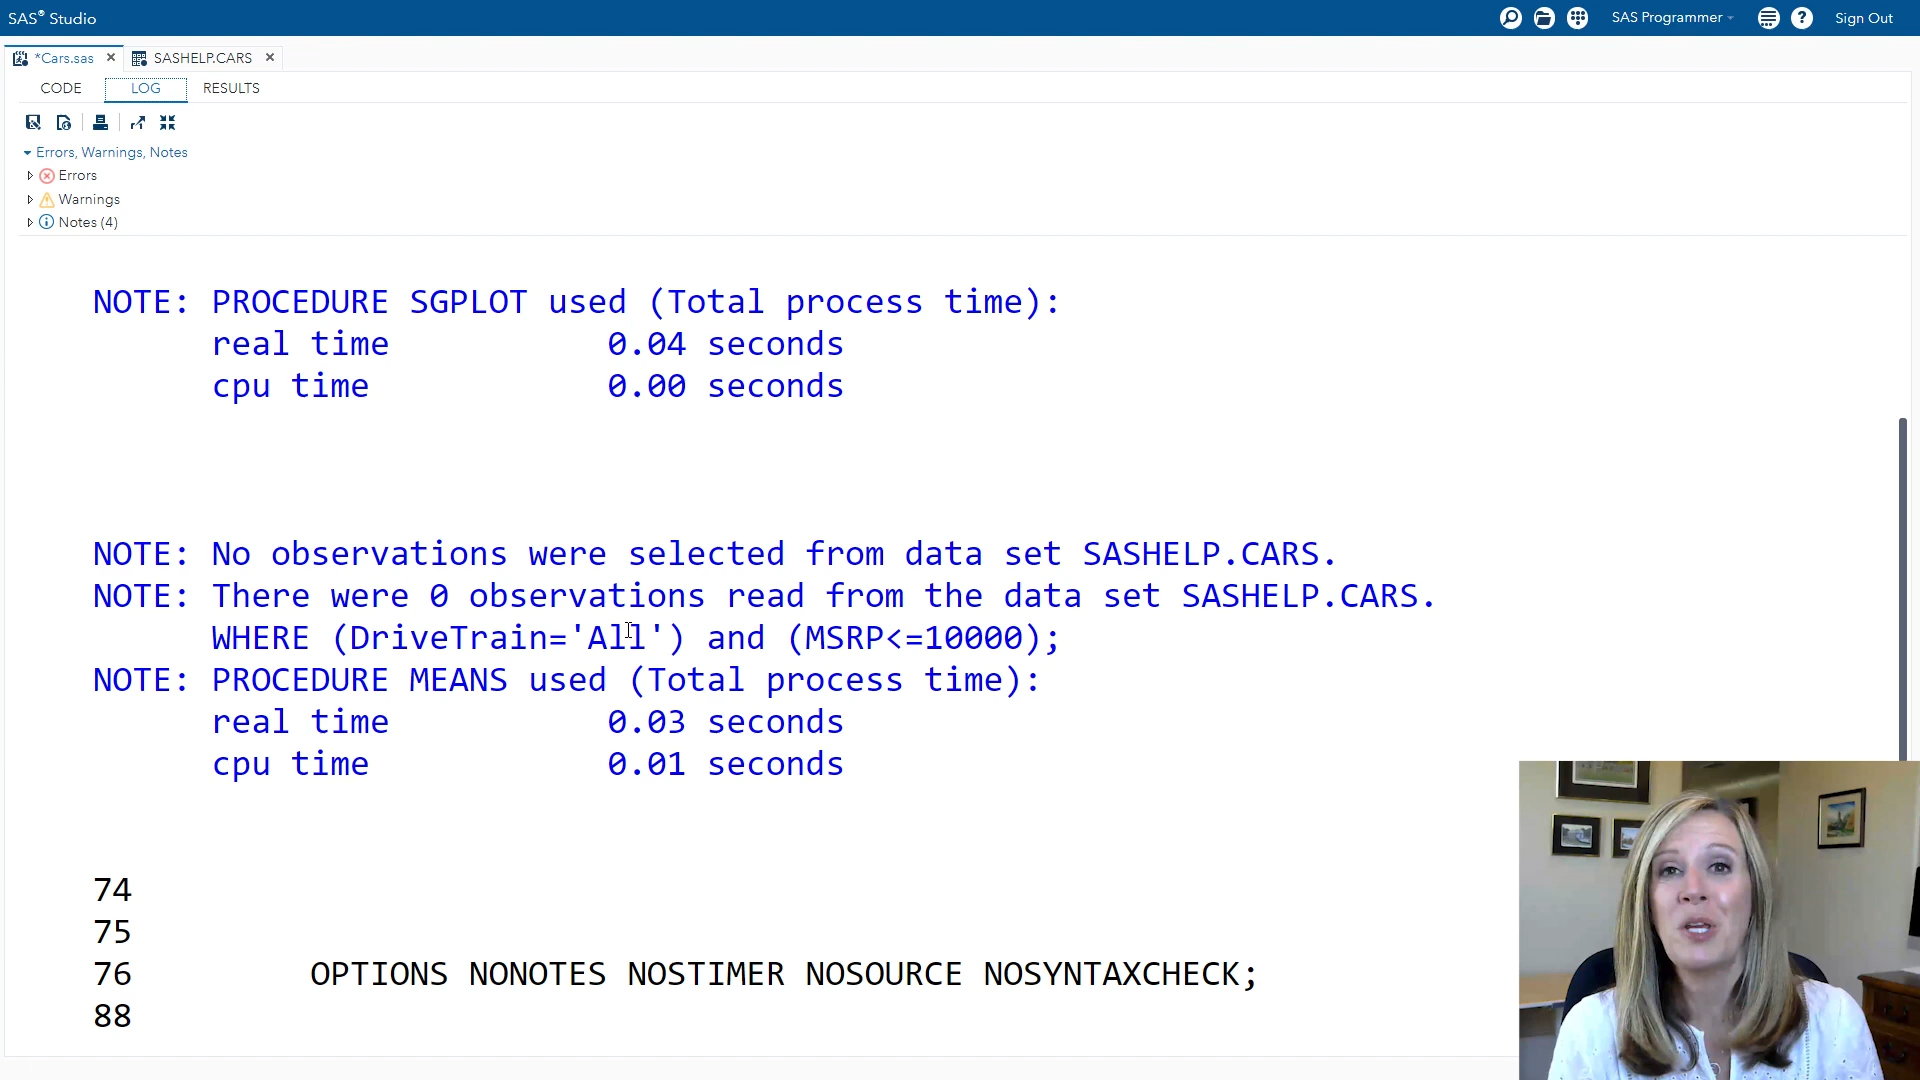 SAS® Studio
SAS Programmer
Sign Out
*Cars.sas
SASHELP.CARS
CODE
LOG
RESULTS
Errors, Warnings, Notes
Errors
Warnings
Notes (4)
NOTE: PROCEDURE SGPLOT used (Total process time):
real time 0.04 seconds
cpu time 0.00 seconds
NOTE: No observations were selected from data set SASHELP.CARS.
NOTE: There were 0 observations read from the data set SASHELP.CARS.
WHERE (DriveTrain='All') and (MSRP<=10000);
NOTE: PROCEDURE MEANS used (Total process time):
real time 0.03 seconds
cpu time 0.01 seconds
74
75
76 OPTIONS NONOTES NOSTIMER NOSOURCE NOSYNTAXCHECK;
88